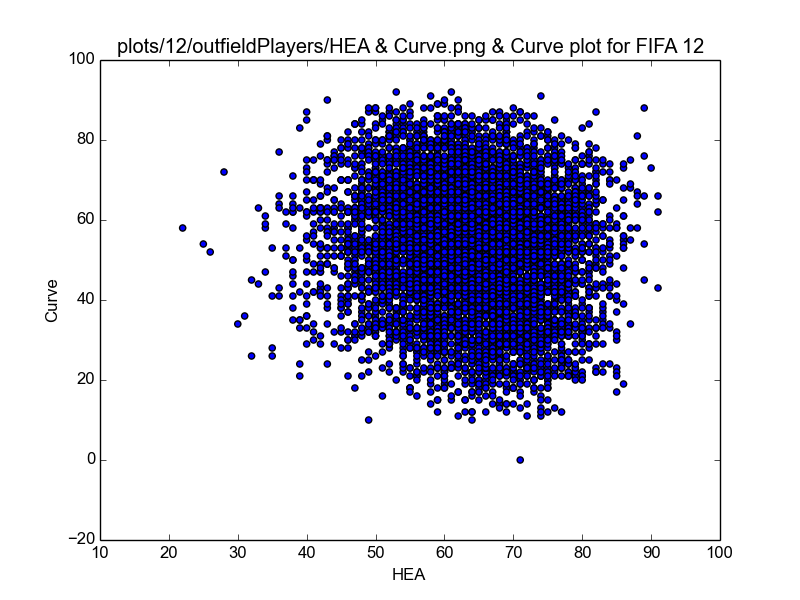 plots/12/outfieldPlayers/HEA & Curve.png & Curve plot for FIFA 12
100
80
60
40
20
0
−20
Curve
10 20 30 40 50 60 70 80 90 100
HEA